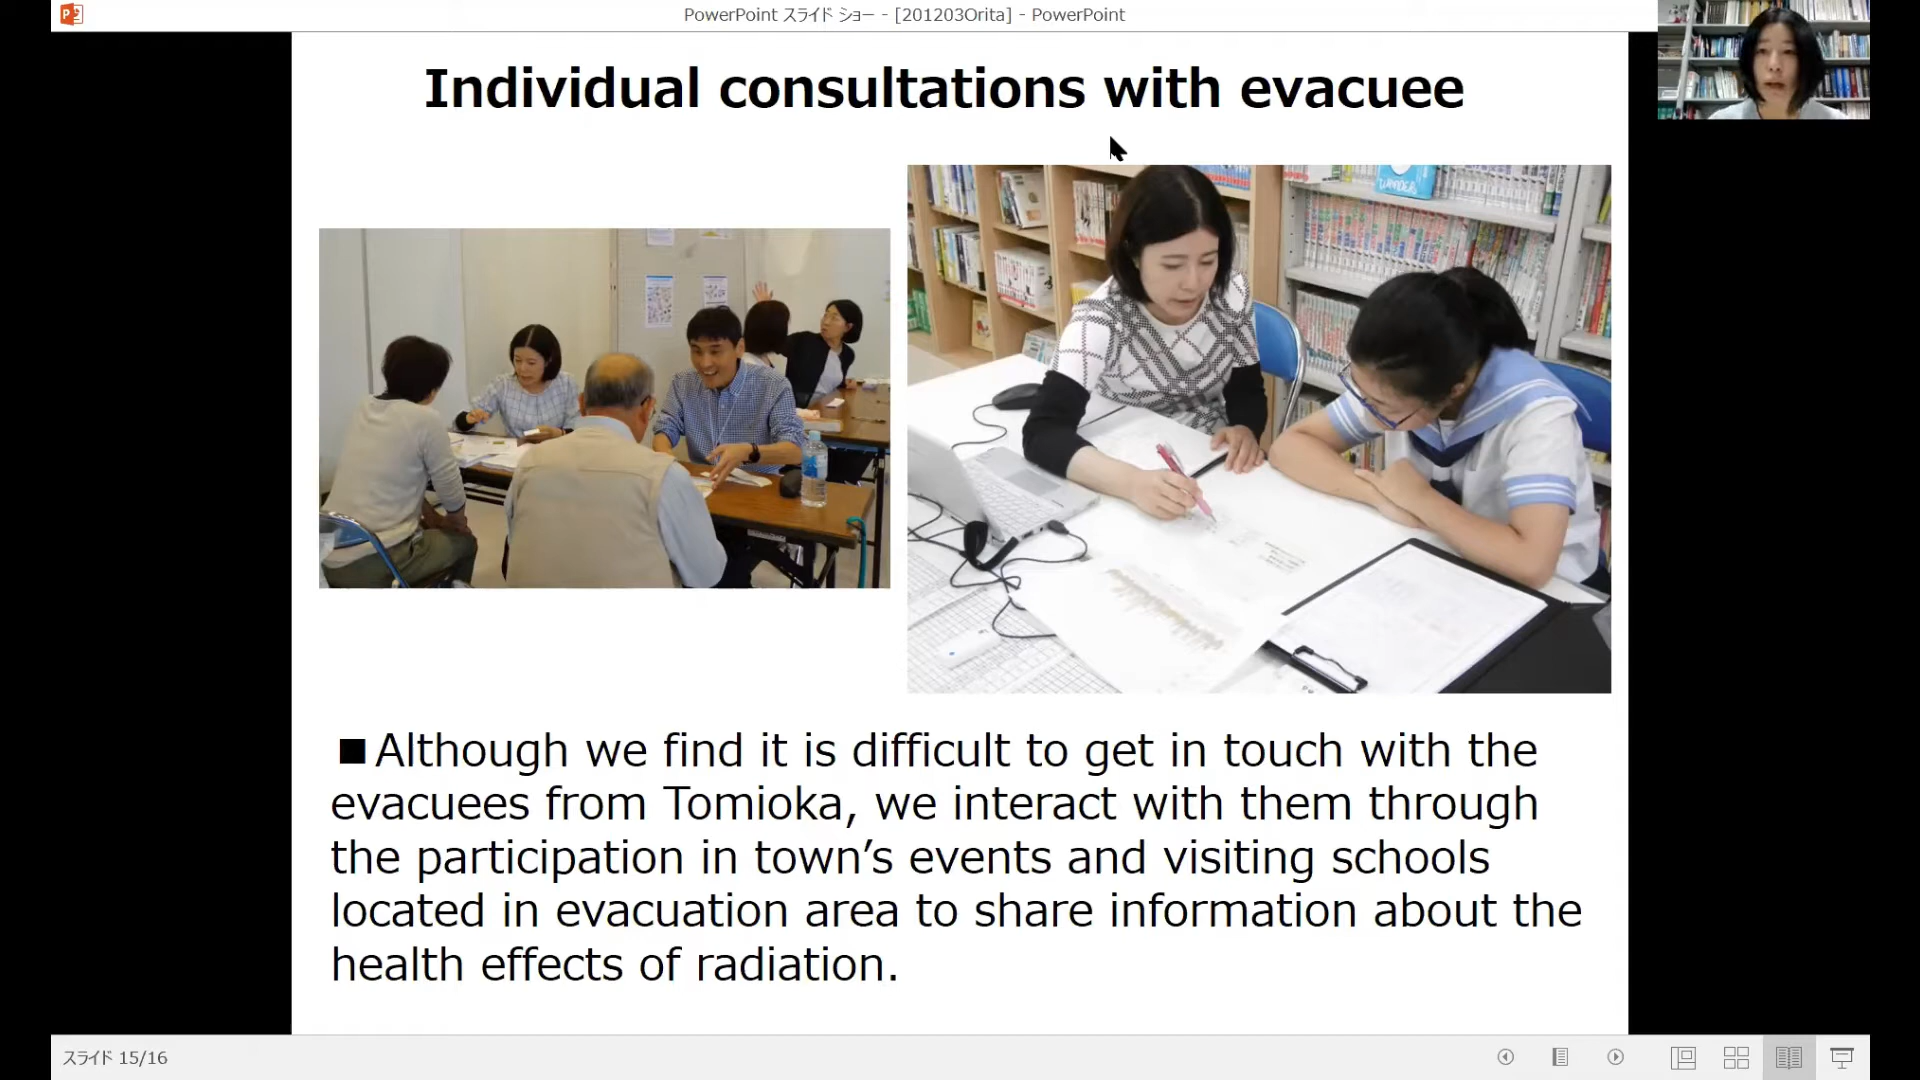 PowerPoint スライド ショー - [201203Orita] - PowerPoint
Individual consultations with evacuee
WONDER!
■Although we find it is difficult to get in touch with the
evacuees from Tomioka, we interact with them through
the participation in town’s events and visiting schools
located in evacuation area to share information about the
health effects of radiation.
スライド 15/16